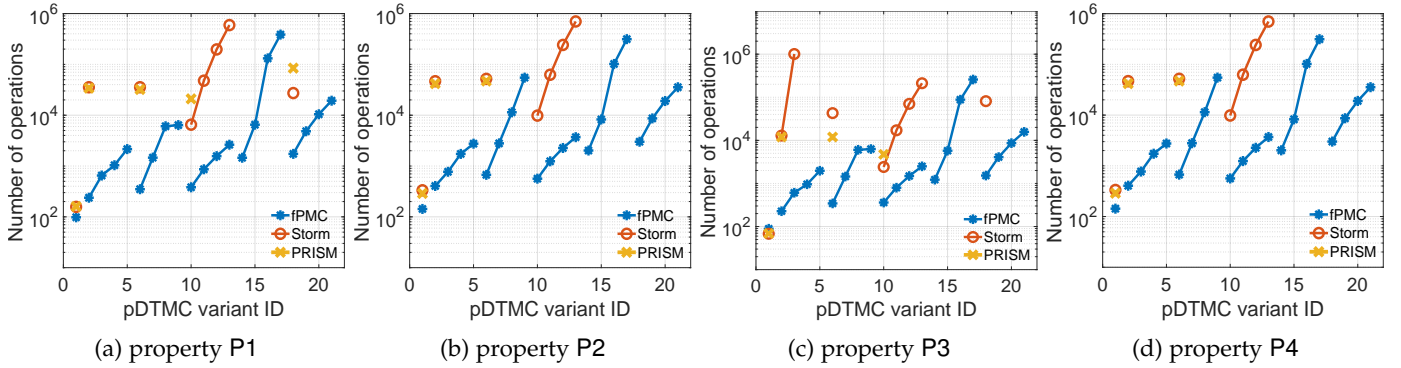 Number of operations
10^6
10^4
10^2
0 5 10 15 20
pDTMC variant ID
fPMC
Storm
PRISM
(a) property P1
Number of operations
10^6
10^4
10^2
0 5 10 15 20
pDTMC variant ID
fPMC
Storm
PRISM
(b) property P2
Number of operations
10^6
10^4
10^2
0 5 10 15 20
pDTMC variant ID
fPMC
Storm
PRISM
(c) property P3
Number of operations
10^6
10^4
10^2
0 5 10 15 20
pDTMC variant ID
fPMC
Storm
PRISM
(d) property P4